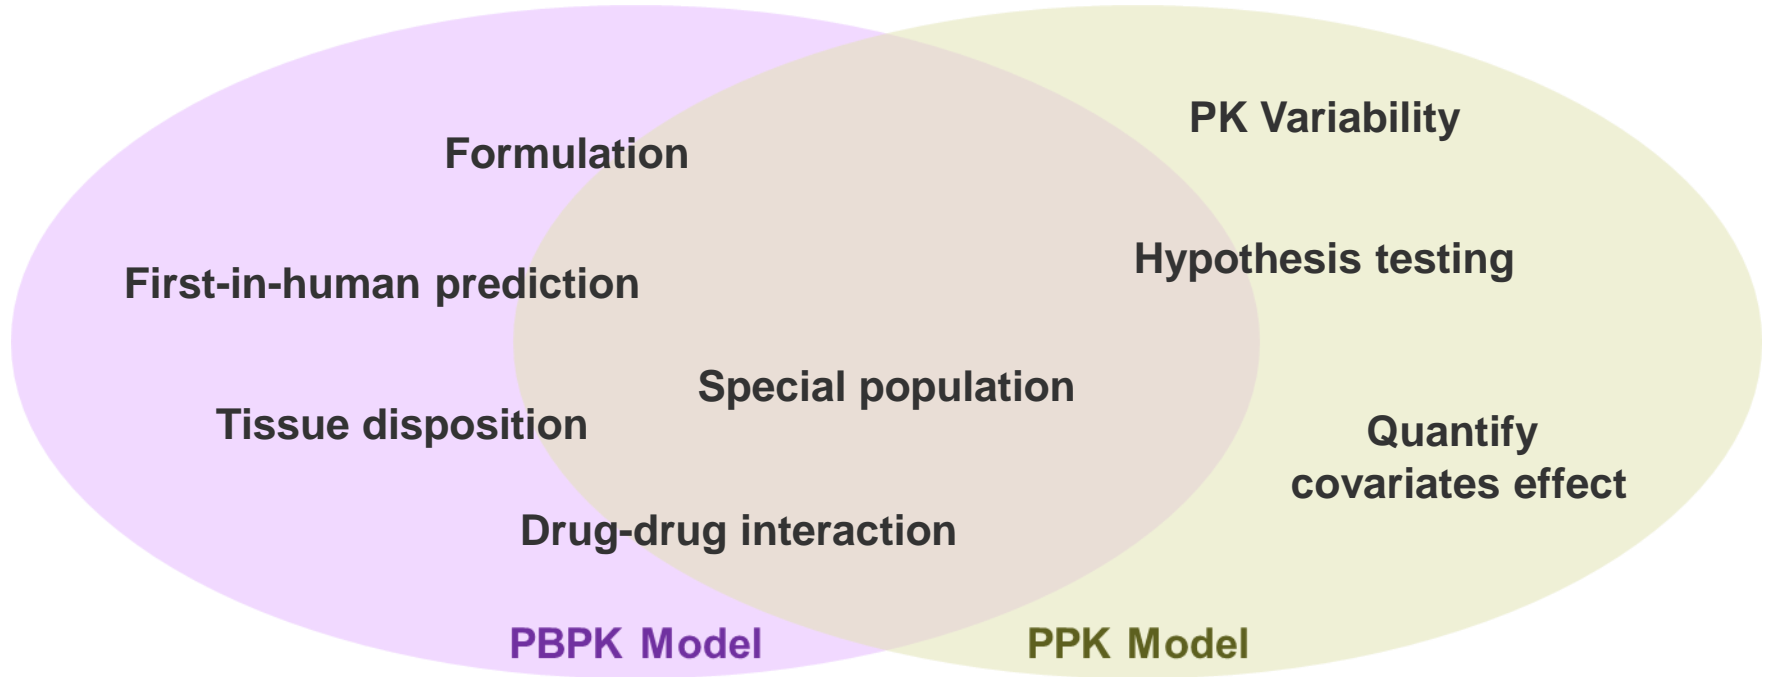 PK Variability
Formulation
Hypothesis testing
First-in-human prediction
Special population
Tissue disposition
Quantify
covariates effect
Drug-drug interaction
PBPK Model
PPK Model